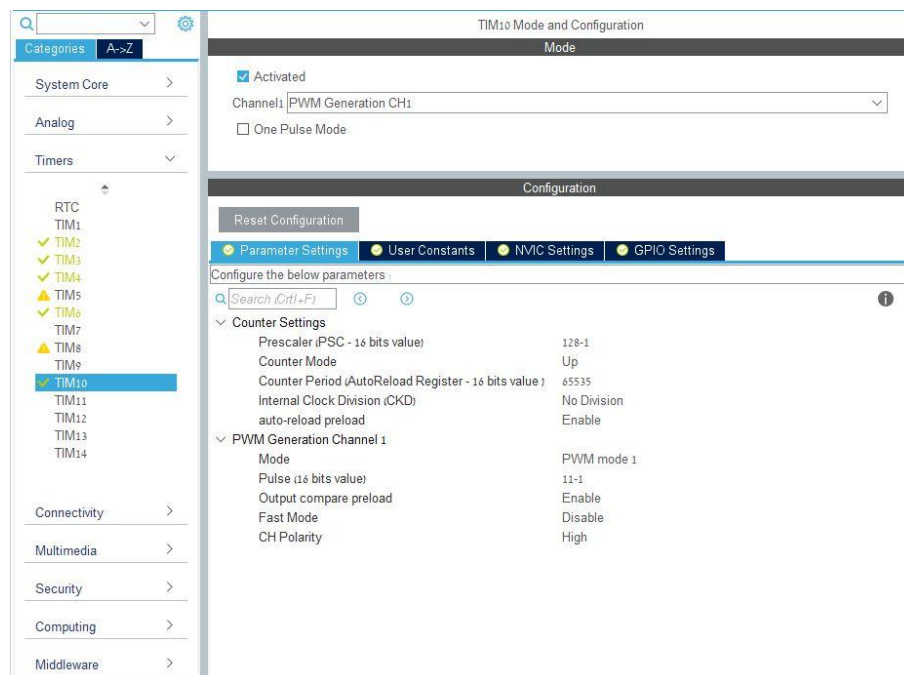 Categories A->Z
System Core
Analog
Timers
RTC
TIM1
TIM2
TIM3
TIM4
TIM5
TIM6
TIM7
TIM8
TIM9
TIM10
TIM11
TIM12
TIM13
TIM14
Connectivity
Multimedia
Security
Computing
Middleware
TIM10 Mode and Configuration
Mode
Activated
Channel1 PWM Generation CH1
One Pulse Mode
Configuration
Reset Configuration
Parameter Settings User Constants NVIC Settings GPIO Settings
Configure the below parameters :
Search (Crtl+F)
Counter Settings
Prescaler (PSC - 16 bits value) 128-1
Counter Mode Up
Counter Period (AutoReload Register - 16 bits value ) 65535
Internal Clock Division (CKD) No Division
auto-reload preload Enable
PWM Generation Channel 1
Mode PWM mode 1
Pulse (16 bits value) 11-1
Output compare preload Enable
Fast Mode Disable
CH Polarity High